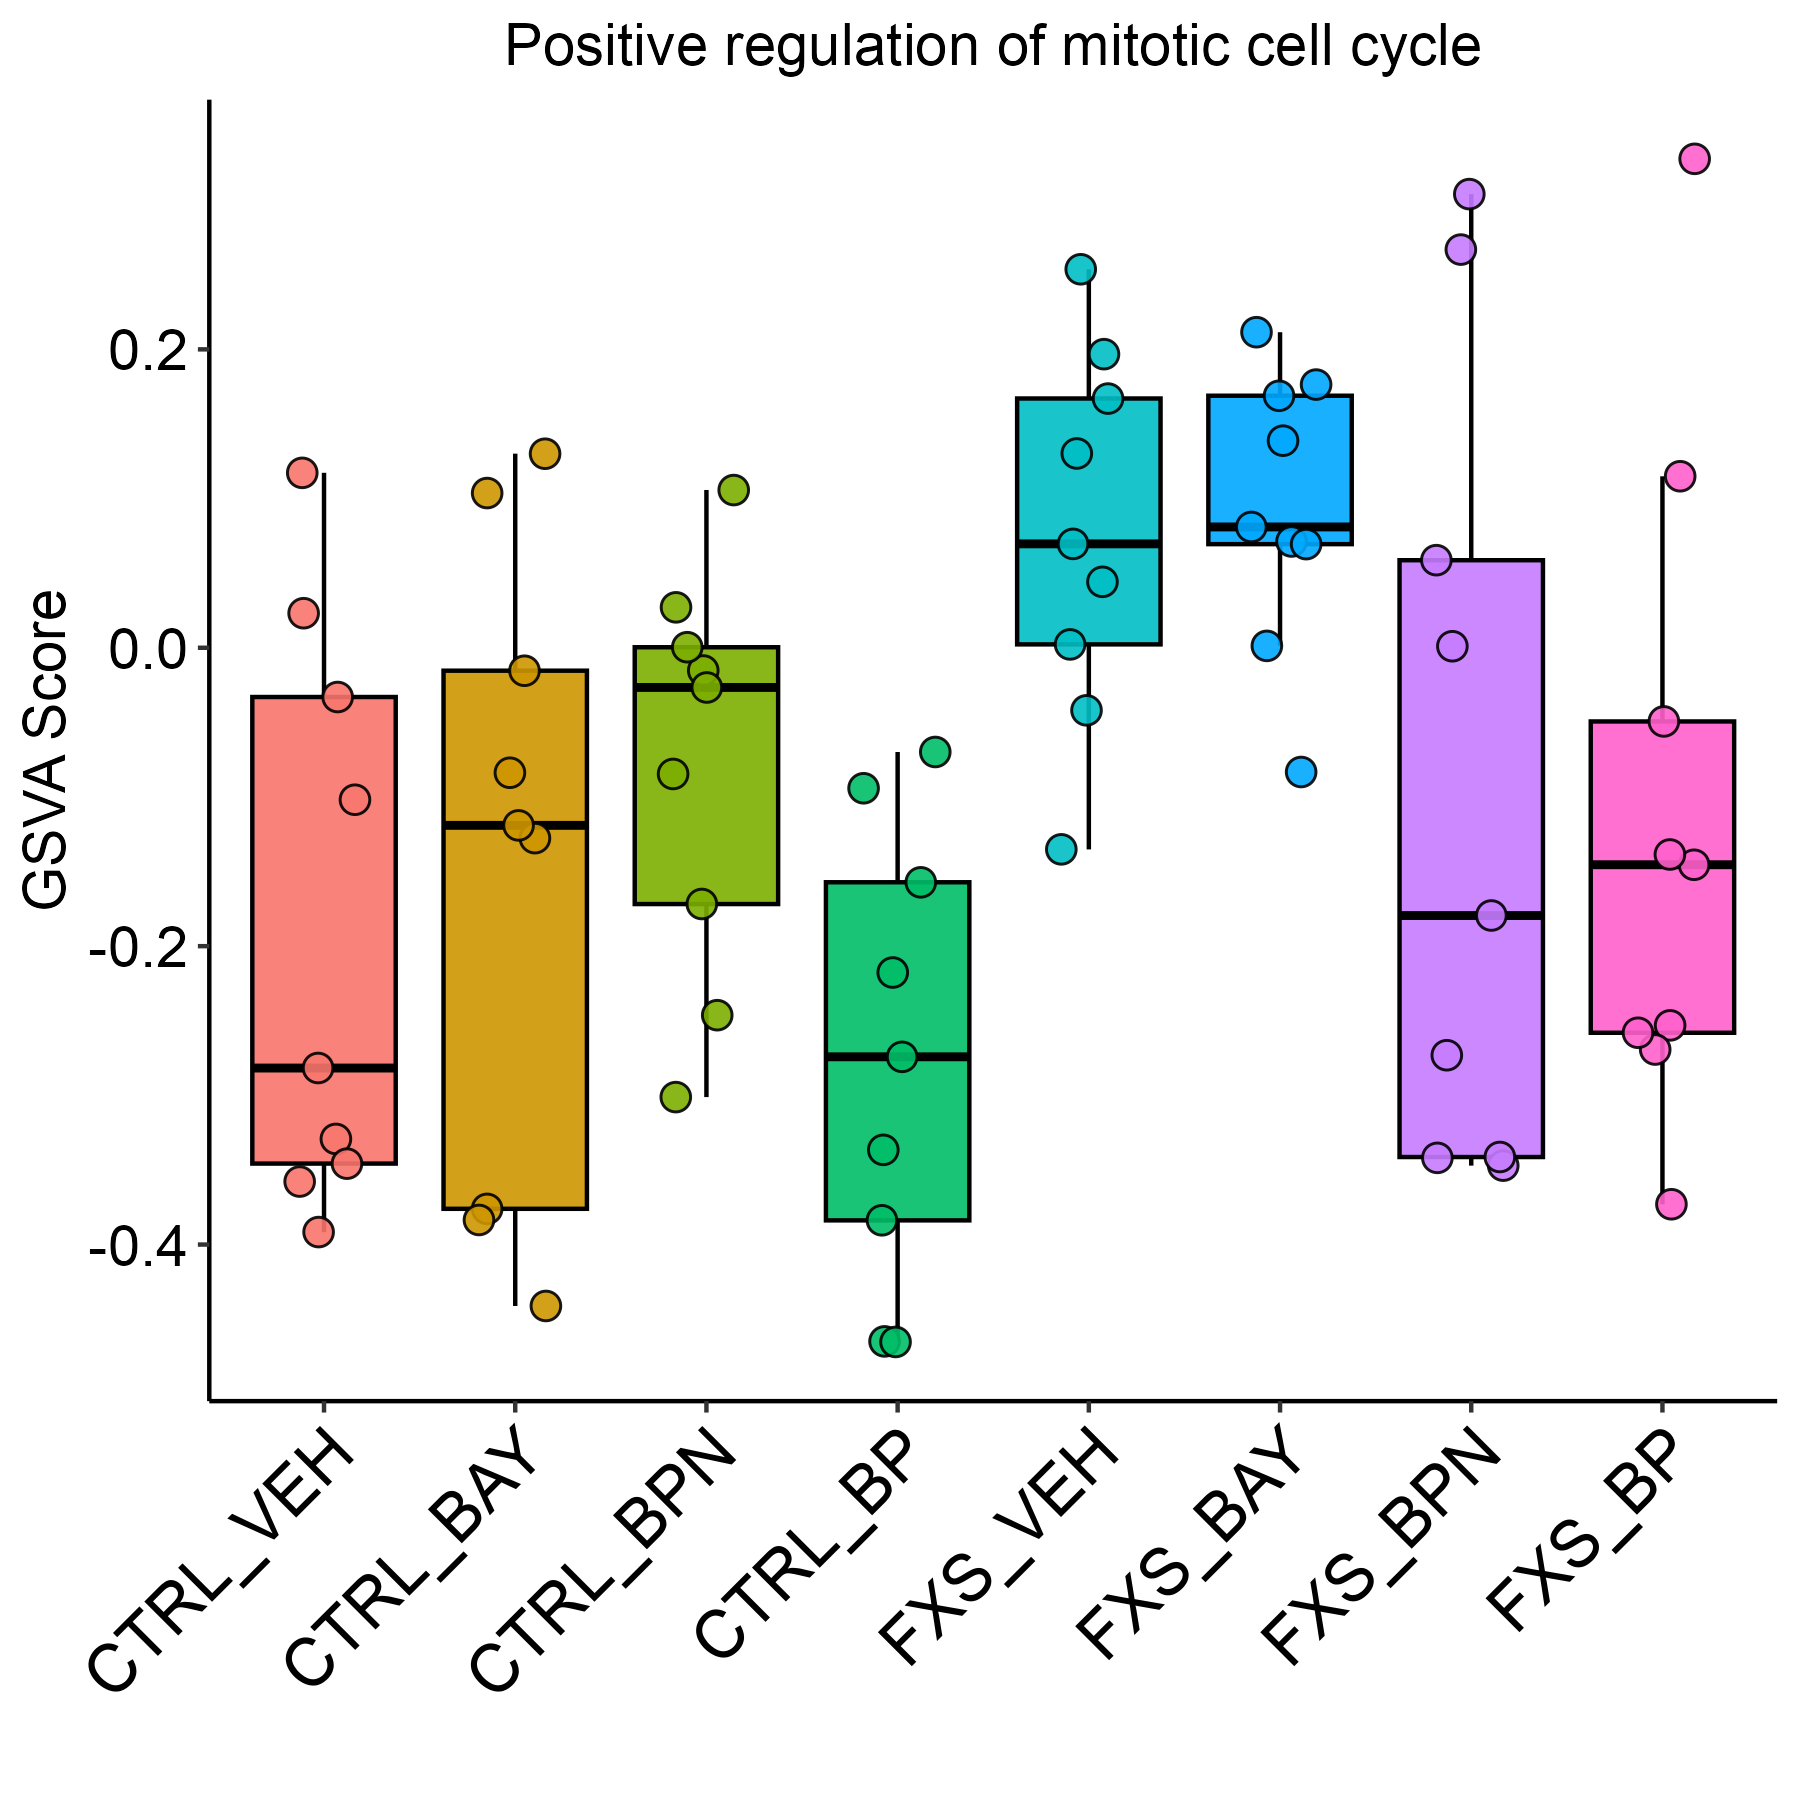 Positive regulation of mitotic cell cycle
GSVA Score
0.2
0.0
-0.2
-0.4
CTRL_VEH
CTRL_BAY
CTRL_BPN
CTRL_BP
FXS_VEH
FXS_BAY
FXS_BPN
FXS_BP